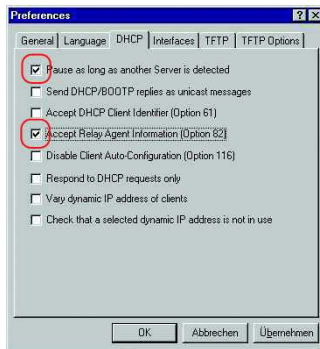 Preferences
General Language DHCP Interfaces TFTP TFTP Options
Pause as long as another Server is detected
Send DHCP/BOOTP replies as unicast messages
Accept DHCP Client Identifier (Option 61)
Accept Relay Agent Information (Option 82)
Disable Client Auto-Configuration (Option 116)
Respond to DHCP requests only
Vary dynamic IP address of clients
Check that a selected dynamic IP address is not in use
OK Abbrechen Übernehmen